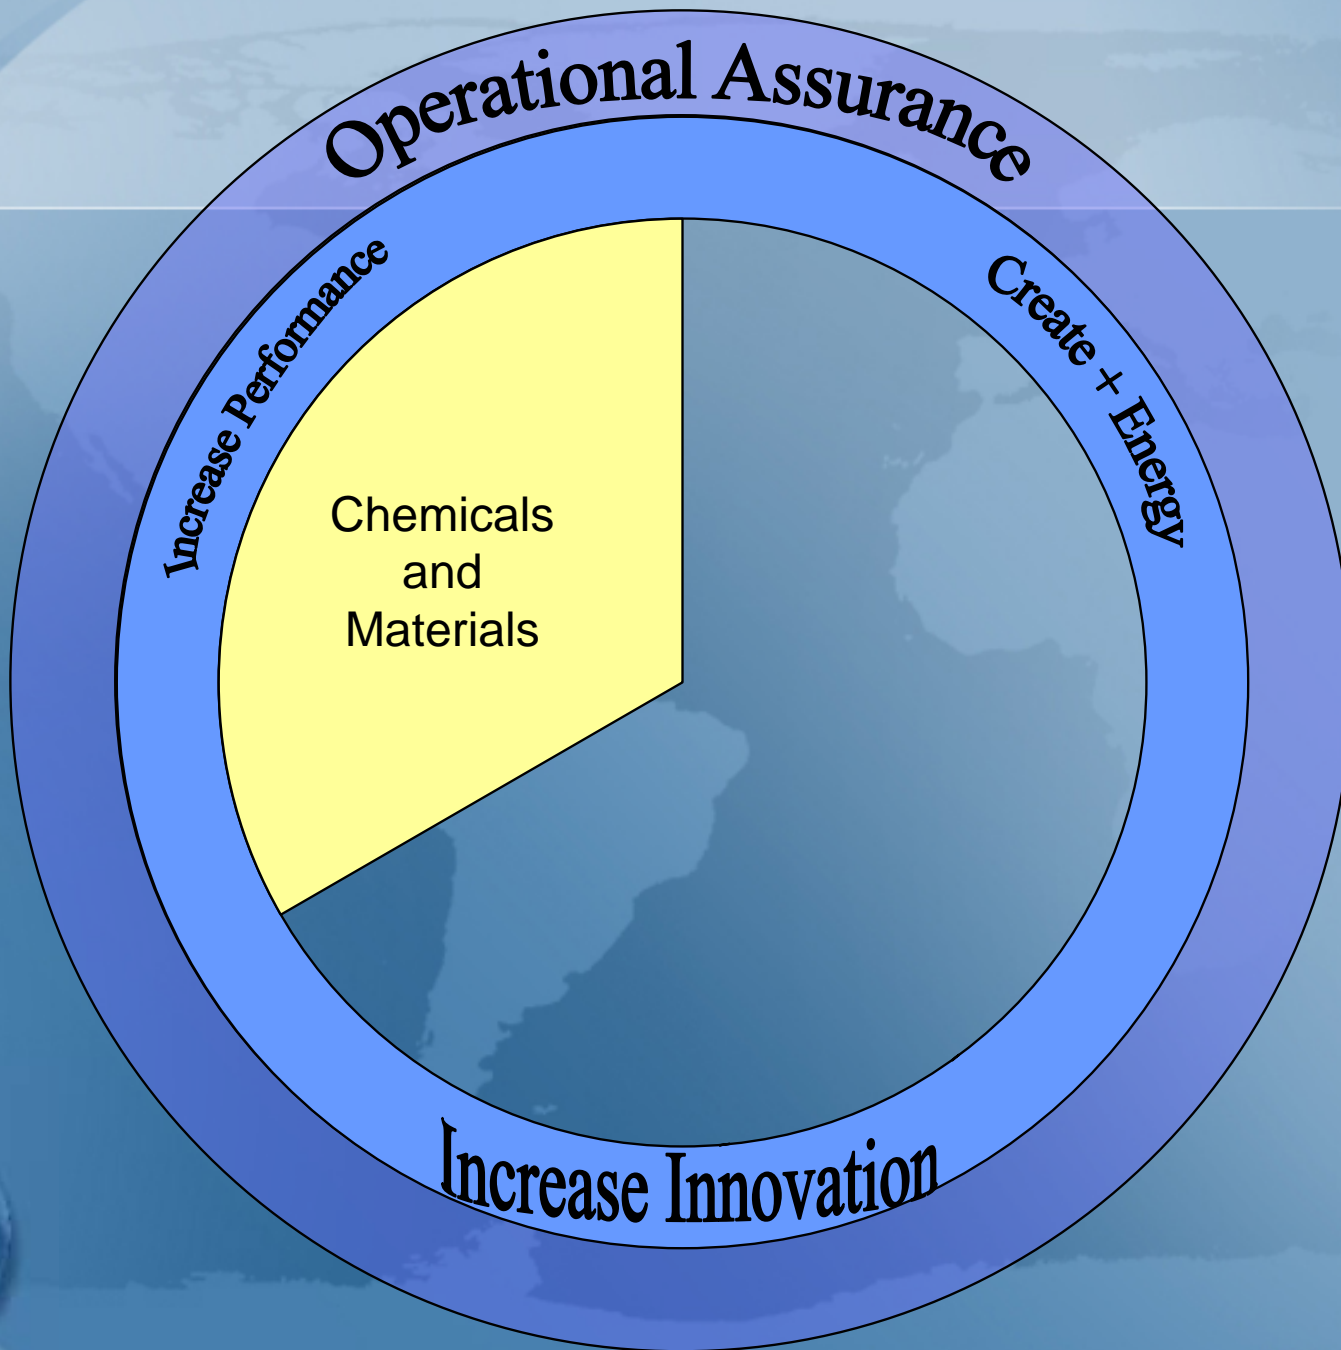 Operational Assurance
Increase Performance
Create + Energy
Chemicals
and
Materials
Increase Innovation